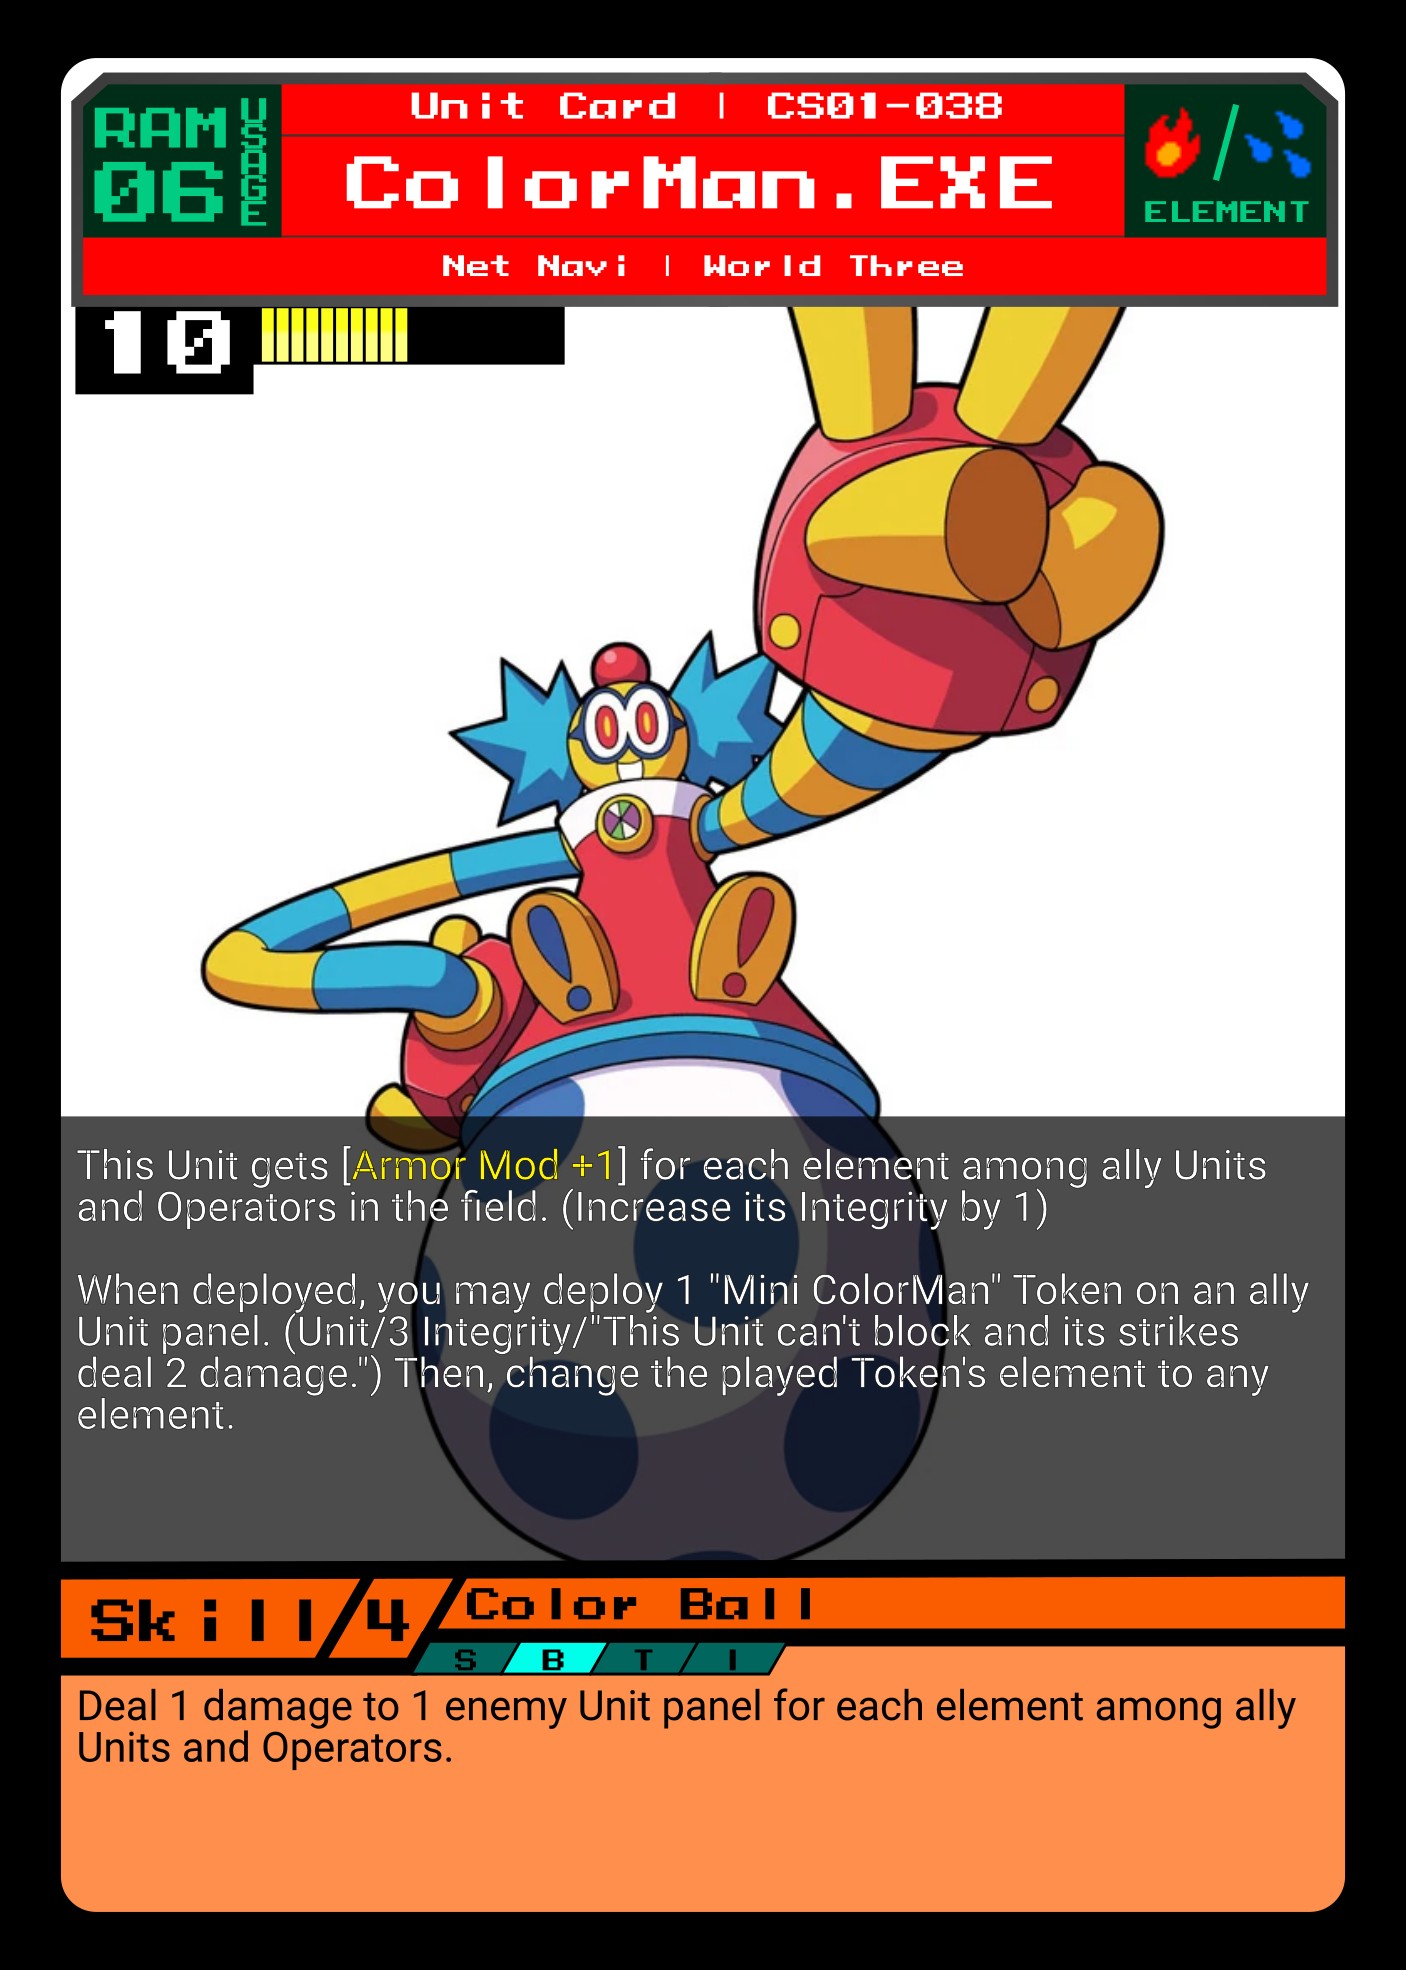 RAM
06
USAGE
Unit Card | CS01-038
ColorMan.EXE
ELEMENT
Net Navi | World Three
10
This Unit gets [Armor Mod +1] for each element among ally Units
and Operators in the field. (Increase its Integrity by 1)
When deployed, you may deploy 1 "Mini ColorMan" Token on an ally
Unit panel. (Unit/3 Integrity/"This Unit can't block and its strikes
deal 2 damage.") Then, change the played Token's element to any
element.
Skill/4/Color Ball
S B T I
Deal 1 damage to 1 enemy Unit panel for each element among ally
Units and Operators.